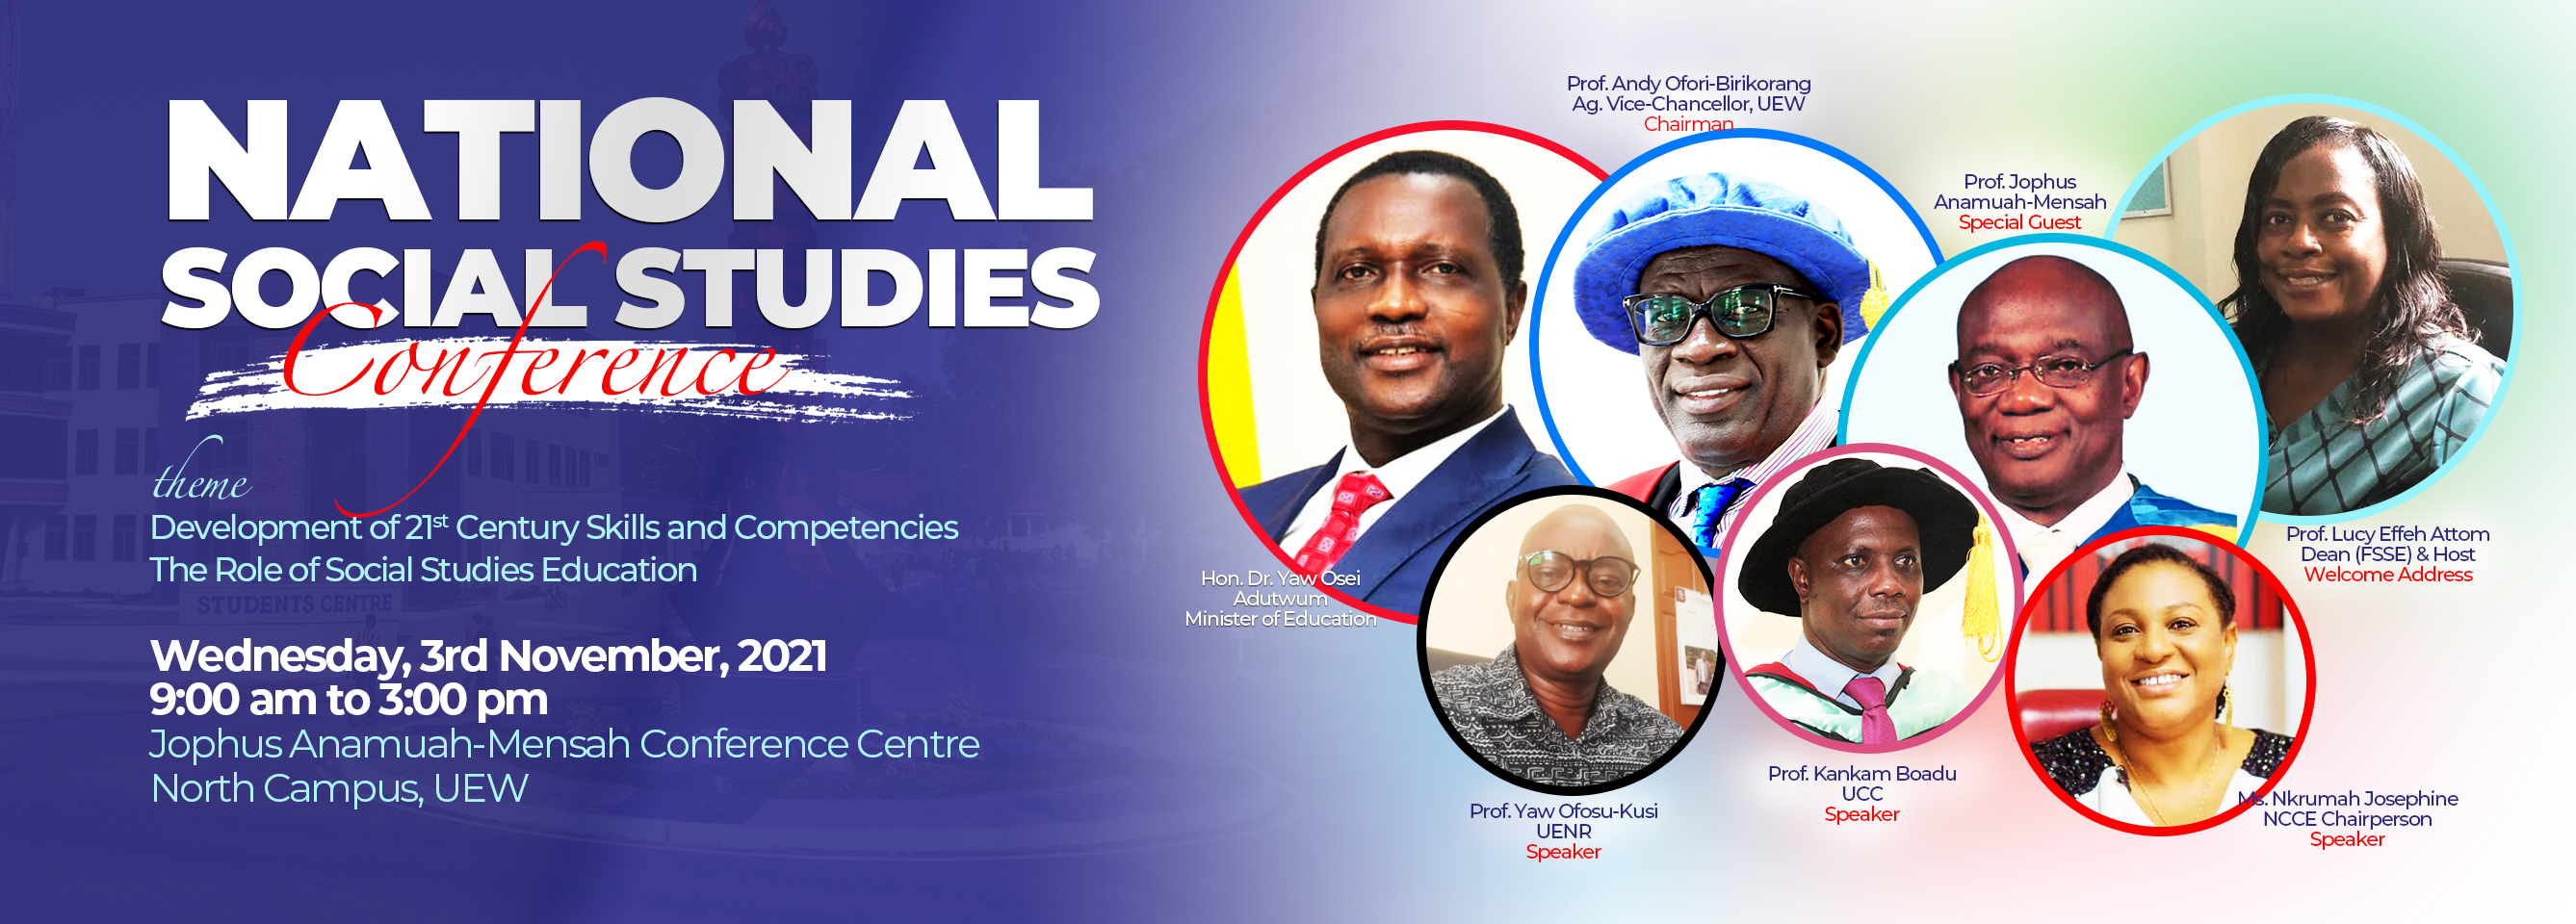 NATIONAL
SOCIAL STUDIES
Conference
theme
Development of 21st Century Skills and Competencies
The Role of Social Studies Education
STUDENTS CENTRE
Wednesday, 3rd November, 2021
9:00 am to 3:00 pm
Jophus Anamuah-Mensah Conference Centre
North Campus, UEW
Prof. Andy Ofori-Birikorang
Ag. Vice-Chancellor, UEW
Chairman
Prof. Jophus
Anamuah-Mensah
Special Guest
Prof. Lucy Effeh Attom
Dean (FSSE) & Host
Welcome Address
Hon. Dr. Yaw Osei
Adutwum
Minister of Education
Prof. Yaw Ofosu-Kusi
UENR
Speaker
Prof. Kankam Boadu
UCC
Speaker
Ms. Nkrumah Josephine
NCCE Chairperson
Speaker